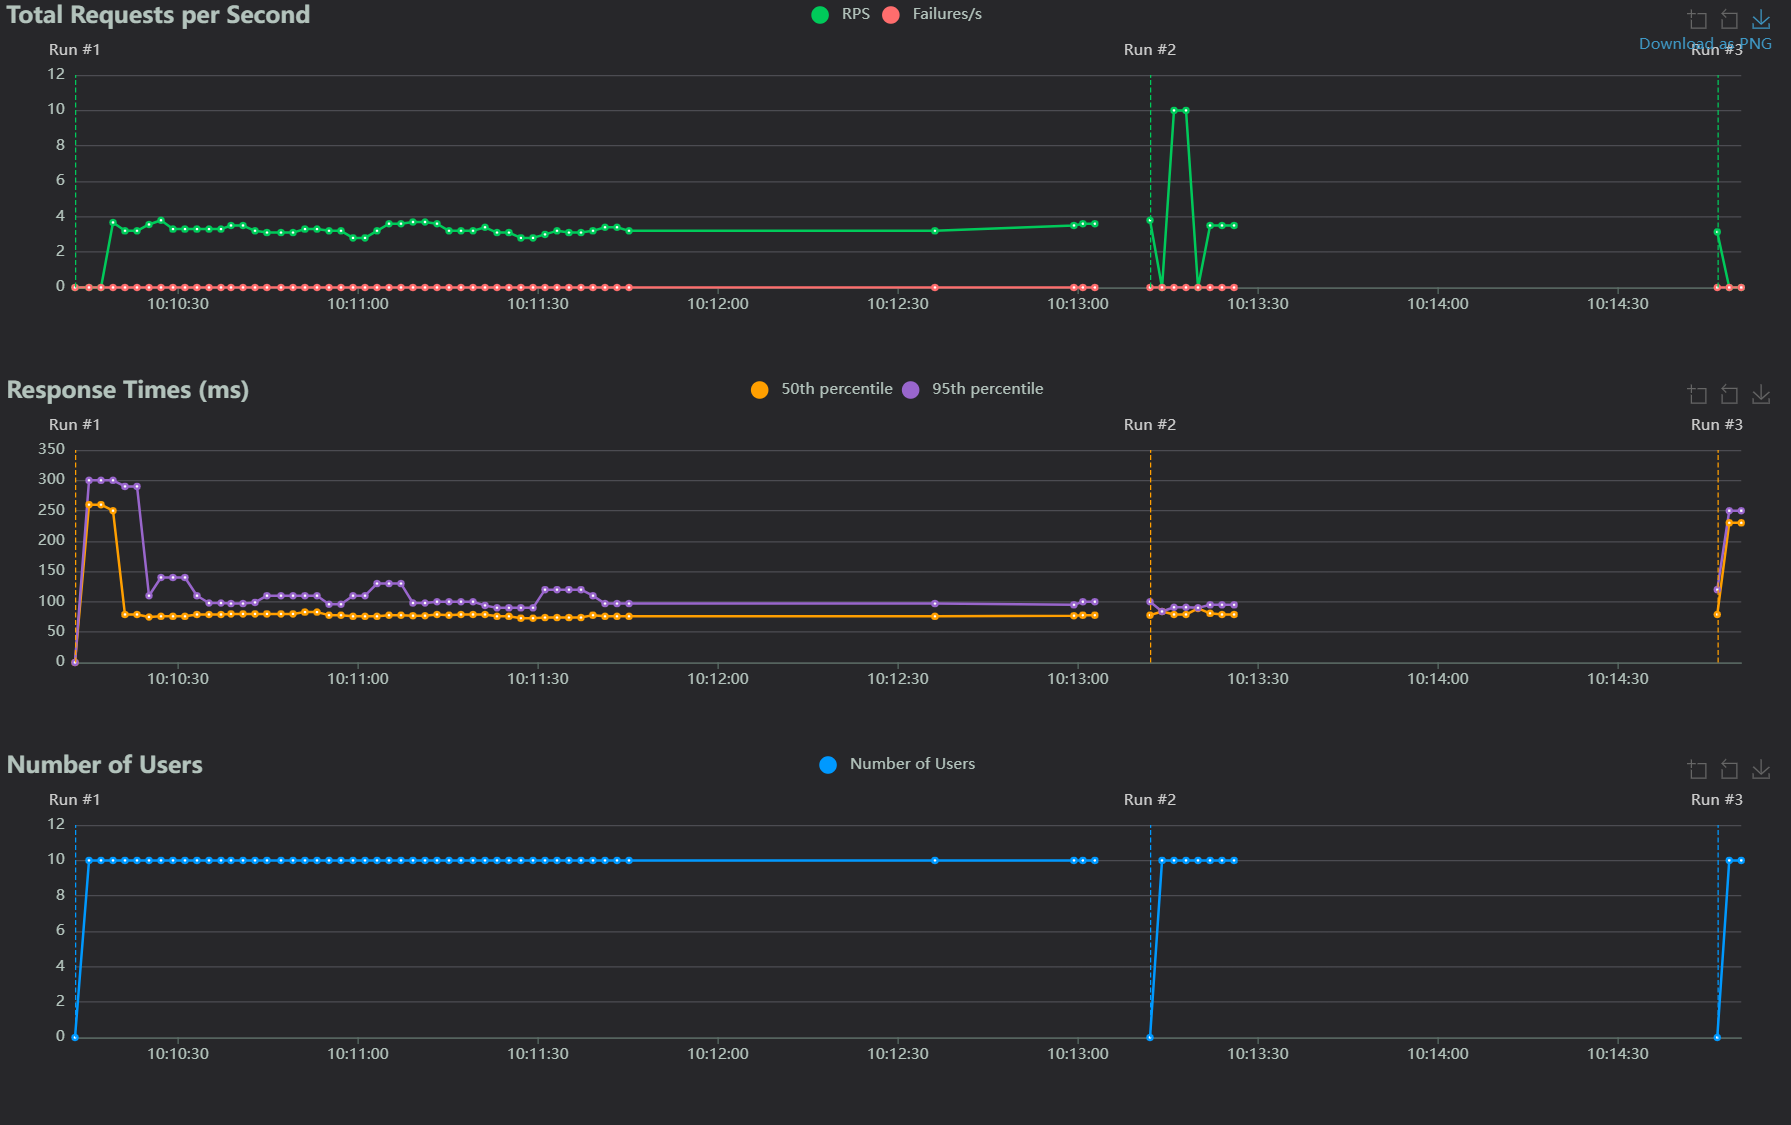 Total Requests per Second
RPS Failures/s
Download as PNG
Run #1 Run #2 Run #3
12
10
8
6
4
2
0
10:10:30 10:11:00 10:11:30 10:12:00 10:12:30 10:13:00 10:13:30 10:14:00 10:14:30
Response Times (ms)
50th percentile 95th percentile
Run #1 Run #2 Run #3
350
300
250
200
150
100
50
0
10:10:30 10:11:00 10:11:30 10:12:00 10:12:30 10:13:00 10:13:30 10:14:00 10:14:30
Number of Users
Number of Users
Run #1 Run #2 Run #3
12
10
8
6
4
2
0
10:10:30 10:11:00 10:11:30 10:12:00 10:12:30 10:13:00 10:13:30 10:14:00 10:14:30